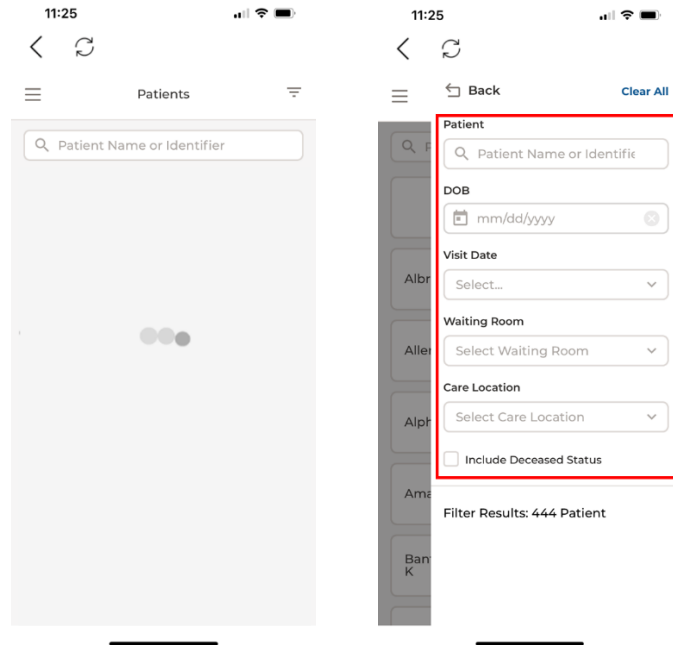 11:25
Patients
Patient Name or Identifier
11:25
Back
Clear All
Patient
Patient Name or Identifie
DOB
mm/dd/yyyy
Visit Date
Select...
Waiting Room
Select Waiting Room
Care Location
Select Care Location
Include Deceased Status
Filter Results: 444 Patient
Albr
Aller
Alph
Ama
K